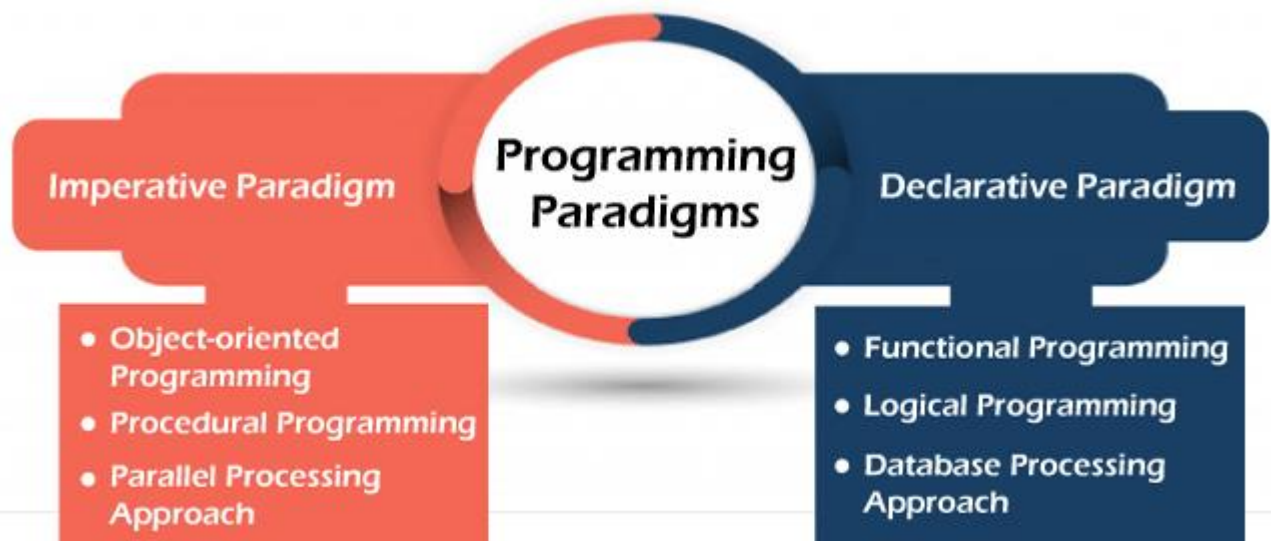 Programming
Paradigms
Imperative Paradigm
• Object-oriented
Programming
• Procedural Programming
• Parallel Processing
Approach
Declarative Paradigm
• Functional Programming
• Logical Programming
• Database Processing
Approach